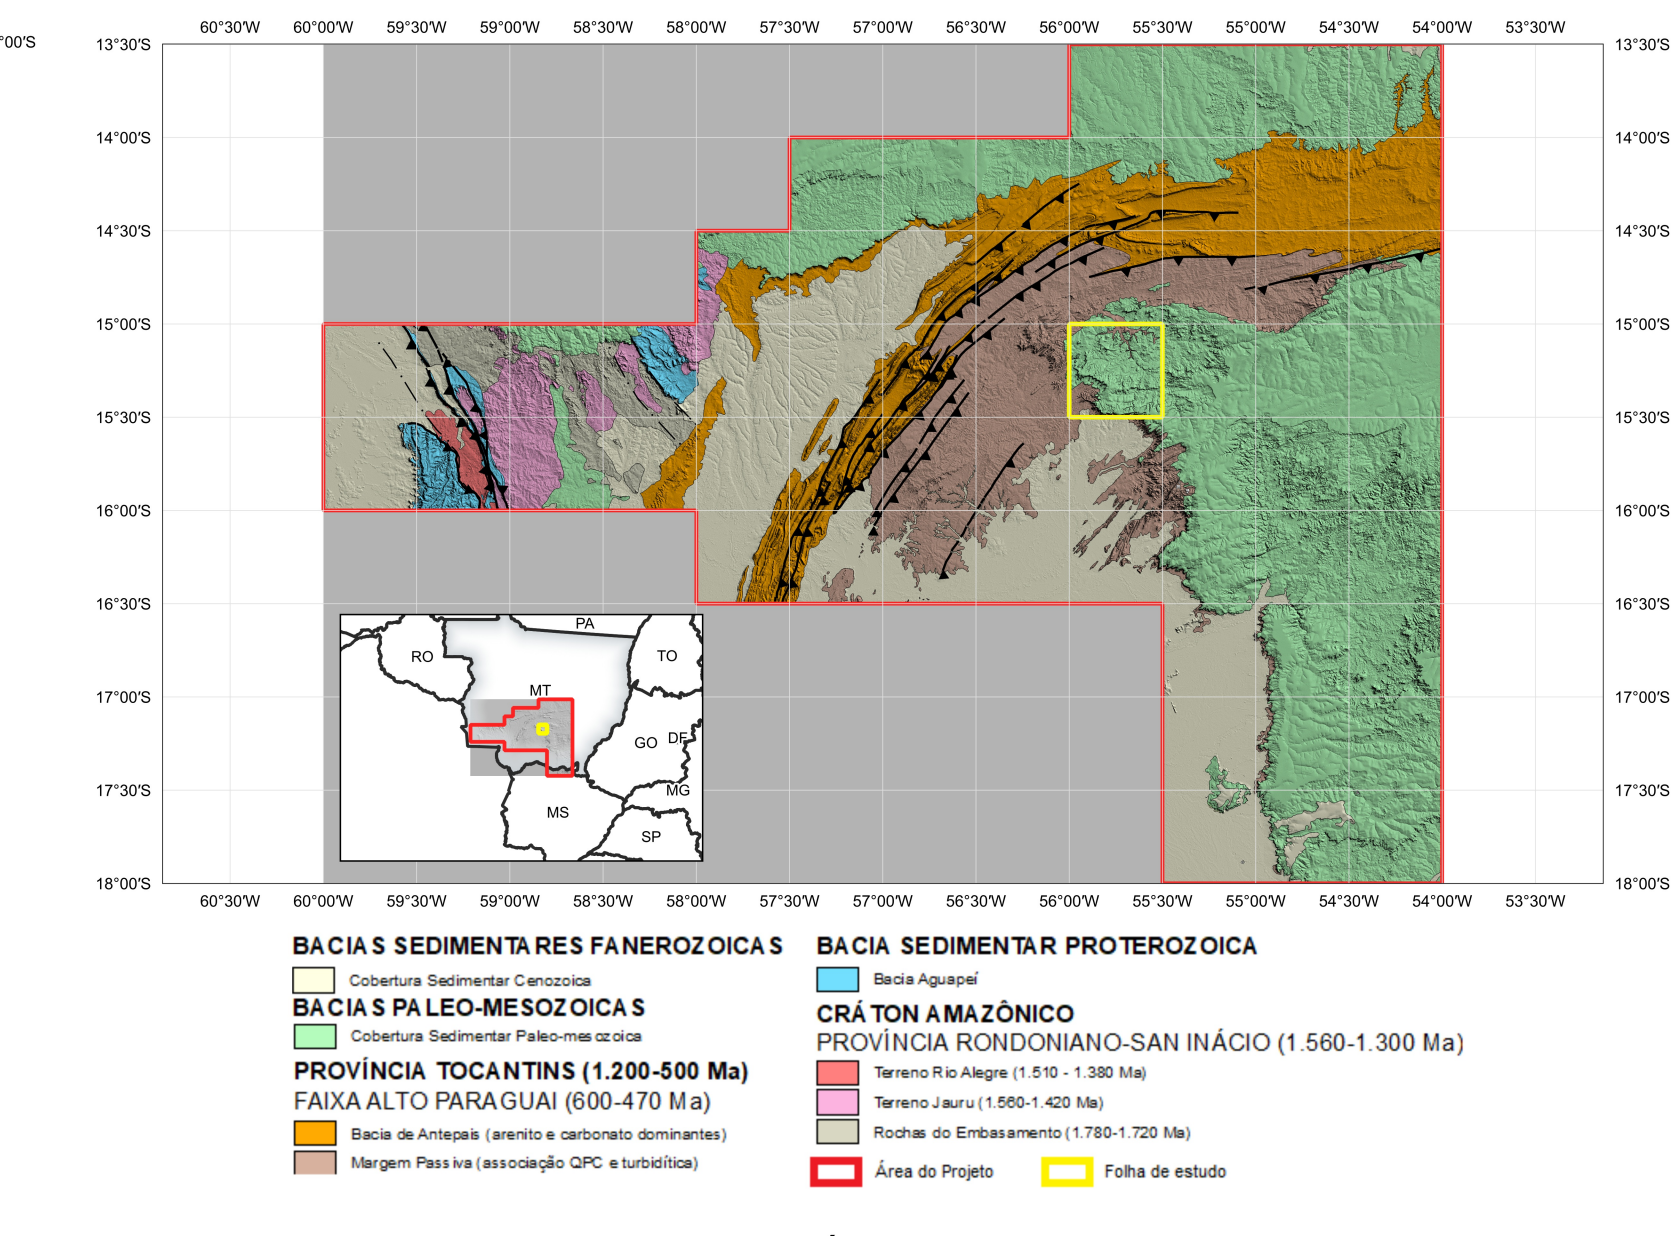 60°30'W 60°00'W 59°30'W 59°00'W 58°30'W 58°00'W 57°30'W 57°00'W 56°30'W 56°00'W 55°30'W 55°00'W 54°30'W 54°00'W 53°30'W
°00'S
13°30'S 13°30'S
14°00'S 14°00'S
14°30'S 14°30'S
15°00'S 15°00'S
15°30'S 15°30'S
16°00'S 16°00'S
16°30'S 16°30'S
PA
RO TO
MT
17°00'S 17°00'S
GO DF
17°30'S MG 17°30'S
MS
SP
18°00'S 18°00'S
60°30'W 60°00'W 59°30'W 59°00'W 58°30'W 58°00'W 57°30'W 57°00'W 56°30'W 56°00'W 55°30'W 55°00'W 54°30'W 54°00'W 53°30'W
BACIAS SEDIMENTARES FANEROZOICAS
Cobertura Sedimentar Cenozoica
BACIAS PALEO-MESOZOICAS
Cobertura Sedimentar Paleo-mesozoica
PROVÍNCIA TOCANTINS (1.200-500 Ma)
FAIXA ALTO PARAGUAI (600-470 Ma)
Bacia de Antepais (arenito e carbonato dominantes)
Margem Passiva (associação QPC e turbidítica)
BACIA SEDIMENTAR PROTEROZOICA
Bacia Aguapeí
CRÁTON AMAZÔNICO
PROVÍNCIA RONDONIANO-SAN INÁCIO (1.560-1.300 Ma)
Terreno Rio Alegre (1.510 - 1.380 Ma)
Terreno Jauru (1.560-1.420 Ma)
Rochas do Embasamento (1.780-1.720 Ma)
Área do Projeto Folha de estudo